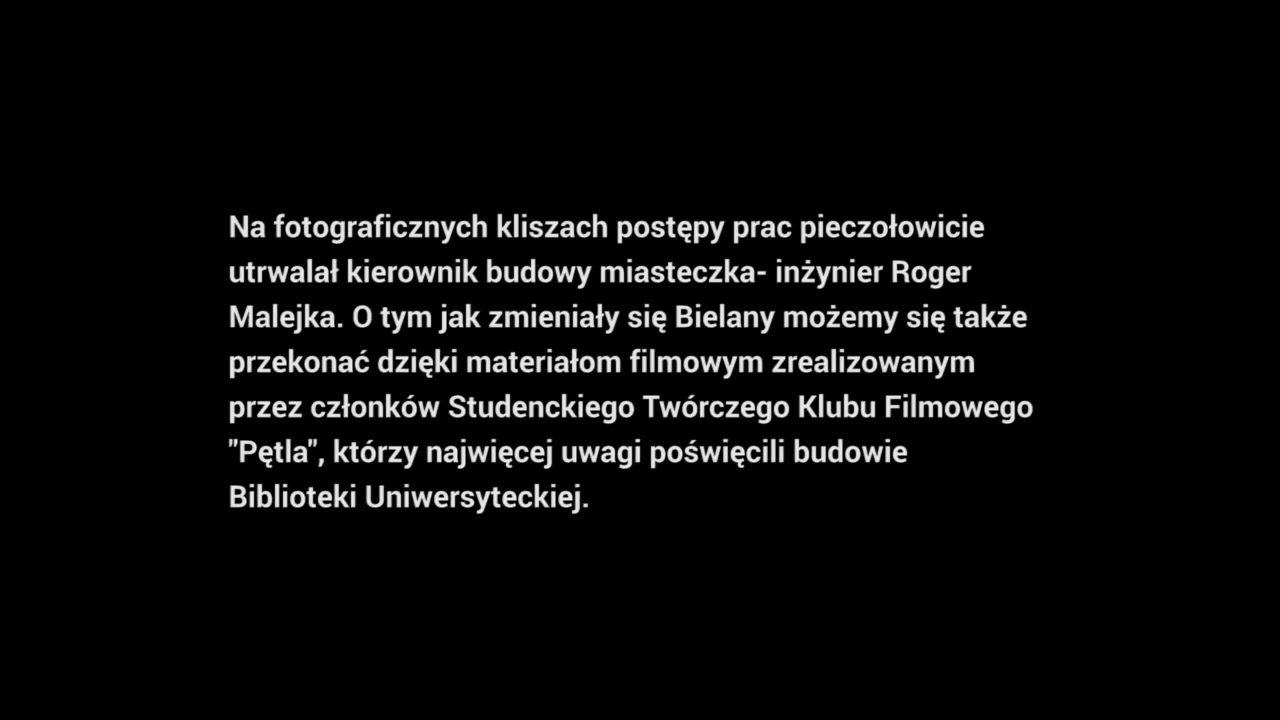 Na fotograficznych kliszach postępy prac pieczołowicie
utrwalał kierownik budowy miasteczka- inżynier Roger
Malejka. O tym jak zmieniały się Bielany możemy się także
przekonać dzięki materiałom filmowym zrealizowanym
przez członków Studenckiego Twórczego Klubu Filmowego
"Pętla", którzy najwięcej uwagi poświęcili budowie
Biblioteki Uniwersyteckiej.